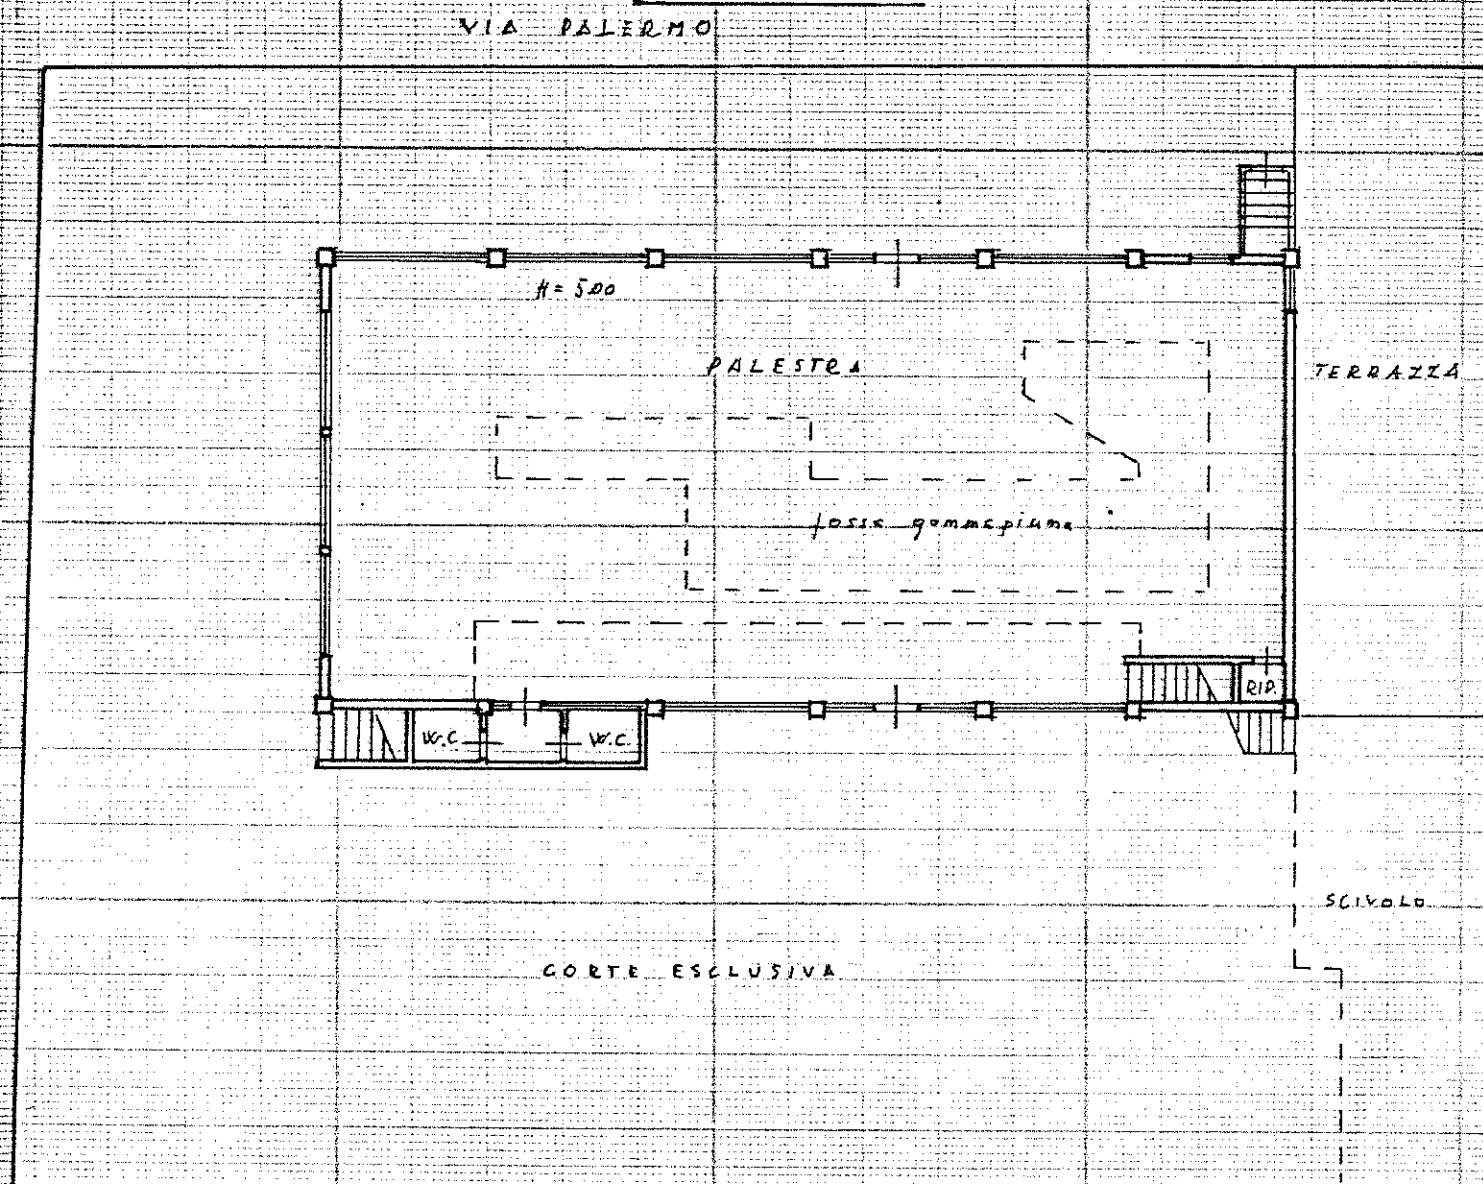 VIA PALERMO
H= 5.00
PALESTRA
TERRAZZA
fossa gommapiuma
RIP.
W.C.
W.C.
SCIVOLO
CORTE ESCLUSIVA